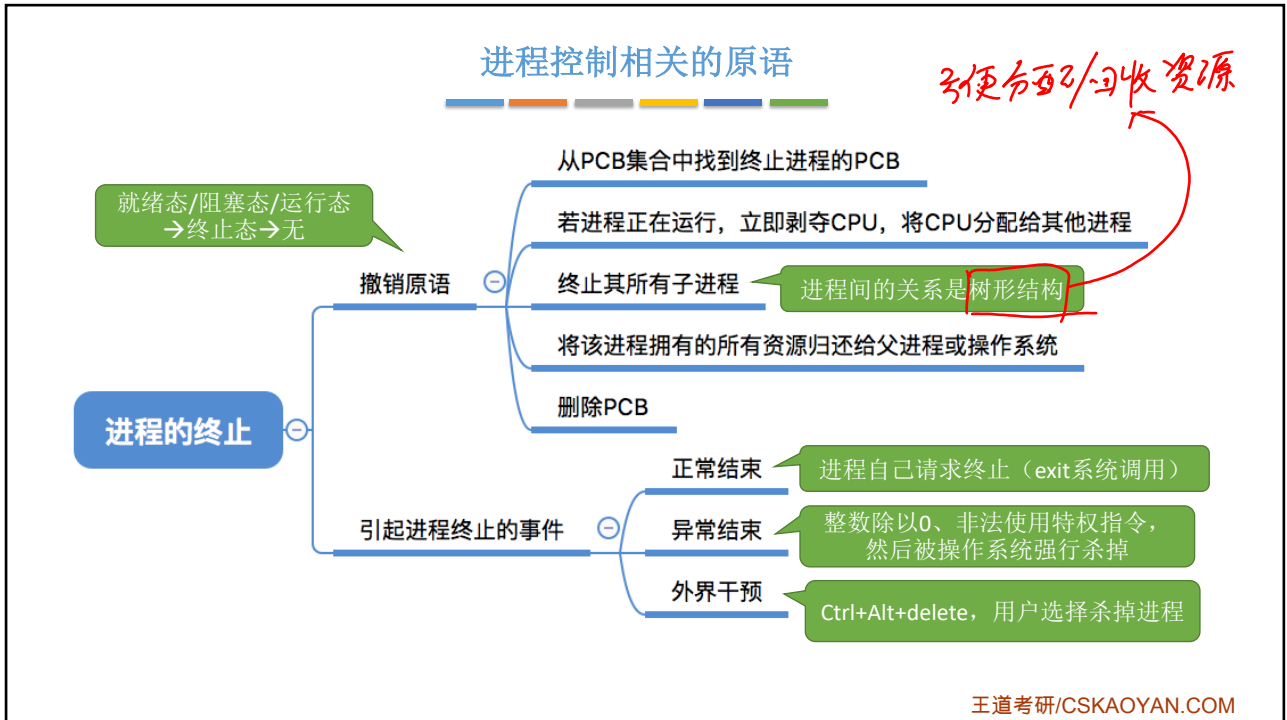 进程控制相关的原语
方便分配/回收资源
从PCB集合中找到终止进程的PCB
就绪态/阻塞态/运行态
→终止态→无
若进程正在运行，立即剥夺CPU，将CPU分配给其他进程
撤销原语
终止其所有子进程
进程间的关系是树形结构
将该进程拥有的所有资源归还给父进程或操作系统
删除PCB
进程的终止
正常结束
进程自己请求终止（exit系统调用）
引起进程终止的事件
异常结束
整数除以0、非法使用特权指令，
然后被操作系统强行杀掉
外界干预
Ctrl+Alt+delete，用户选择杀掉进程
王道考研/CSKAOYAN.COM